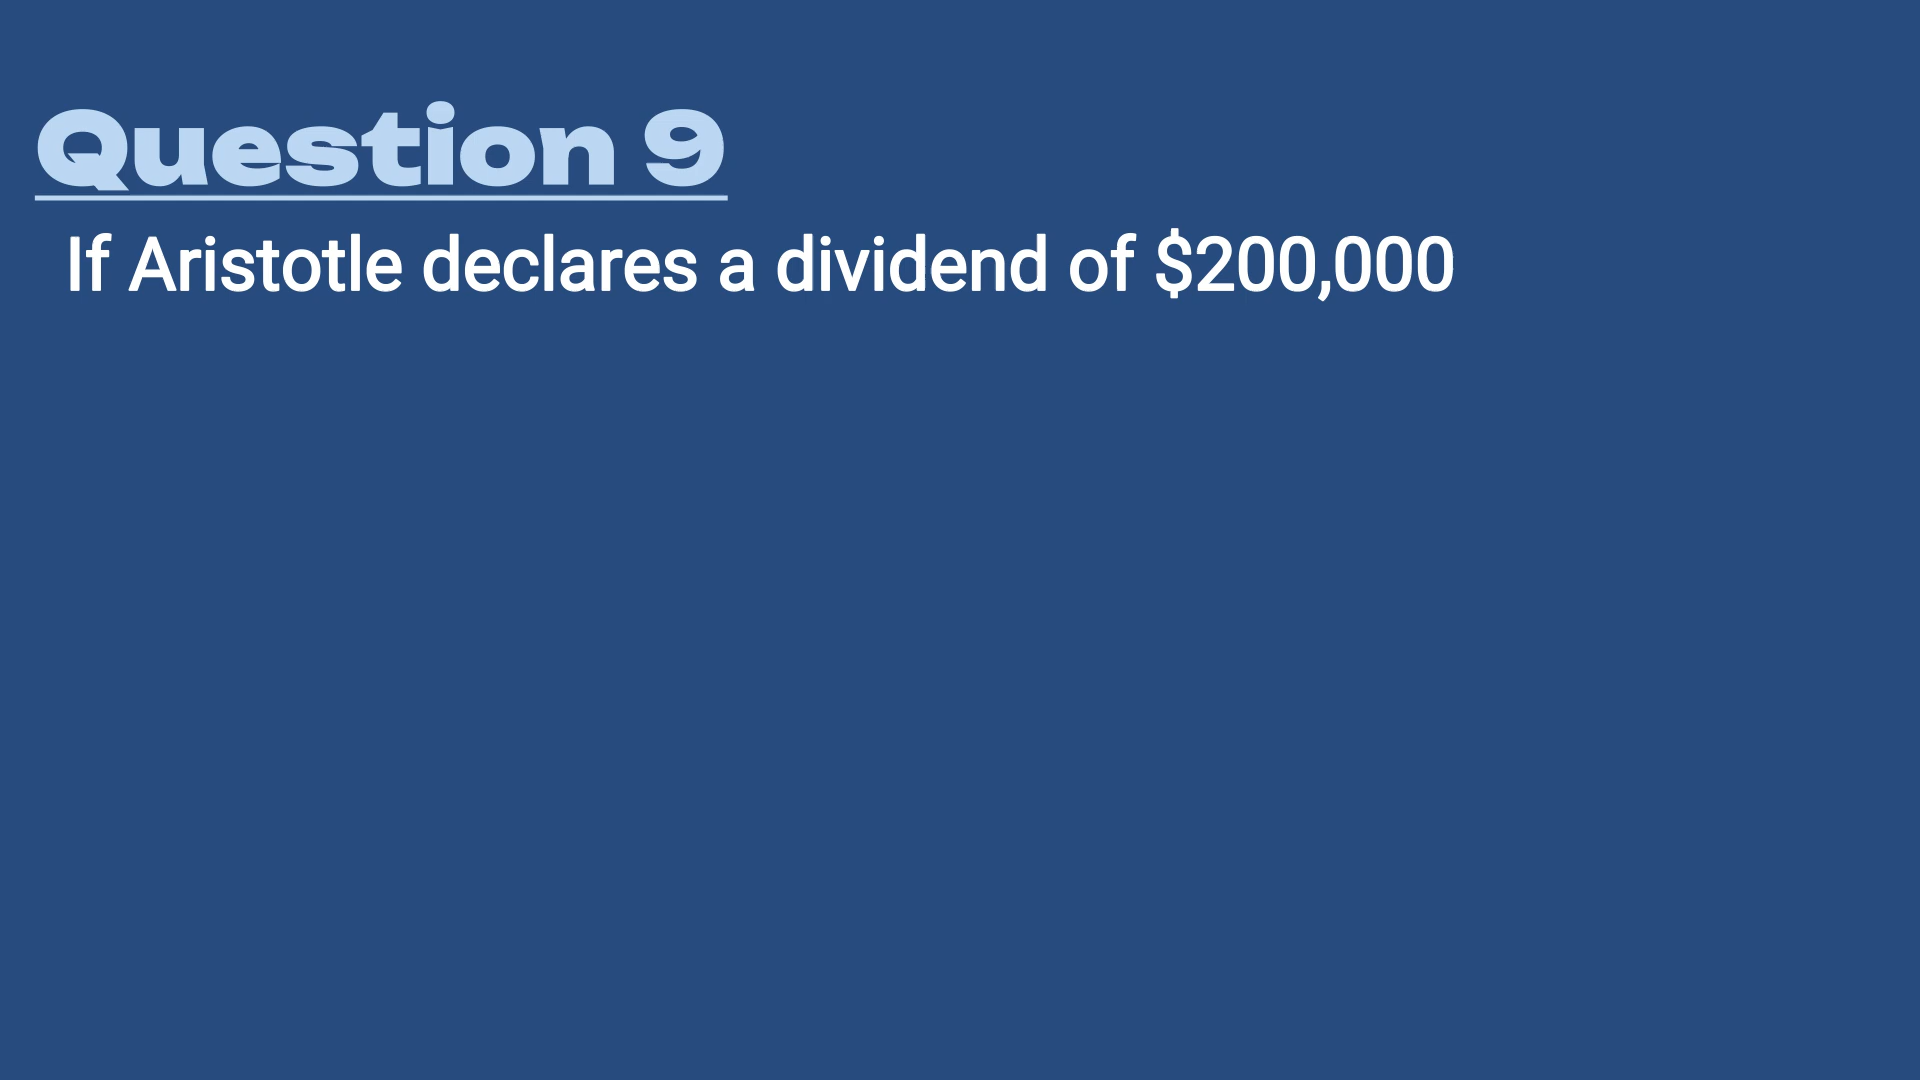 Question 9
If Aristotle declares a dividend of $200,000